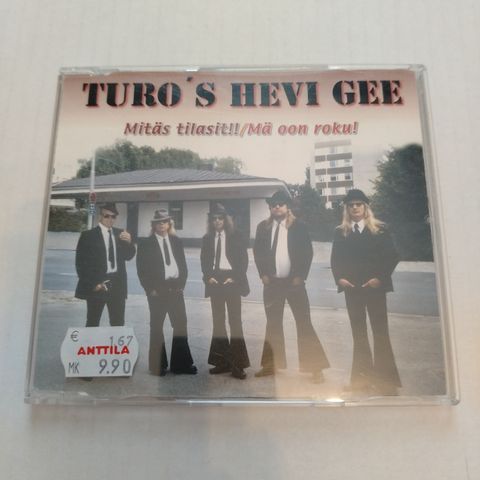 TURO´S HEVI GEE
Mitäs tilasit!!/Mä oon roku!
€ 1,67
ANTTILA
MK 9.90